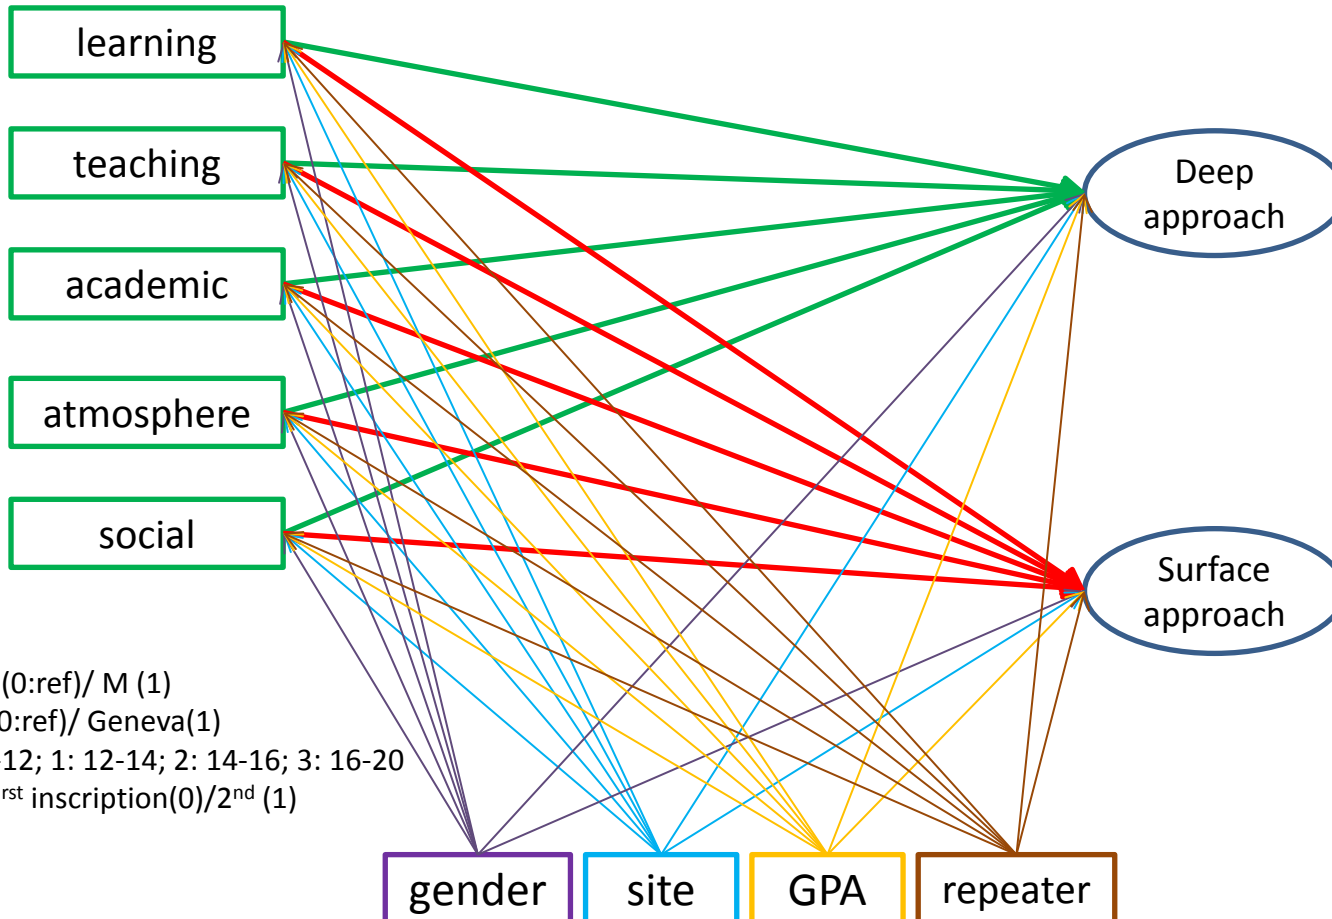 learning
teaching
academic
atmosphere
social
Deep
approach
Surface
approach
(0:ref)/ M (1)
0:ref)/ Geneva(1)
-12; 1: 12-14; 2: 14-16; 3: 16-20
rst inscription(0)/2nd (1)
gender
site
GPA
repeater